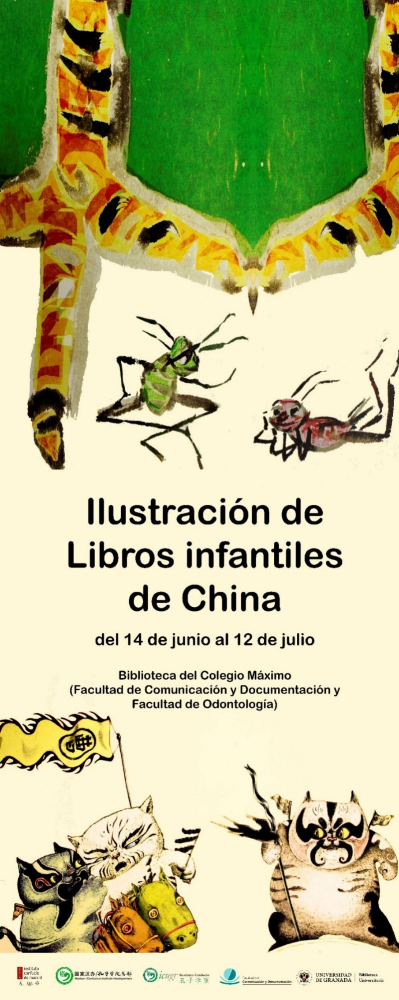 Ilustración de
Libros infantiles
de China
del 14 de junio al 12 de julio
Biblioteca del Colegio Máximo
(Facultad de Comunicación y Documentación y
Facultad de Odontología)
instituto
confucio
de madrid
国家汉办/孔子学院总部
Hanban/Confucius Institute Headquarters
icugr Instituto Confucio
孔子学院
Facultad de
Comunicación y Documentación
UNIVERSIDAD
DE GRANADA
Biblioteca
Universitaria